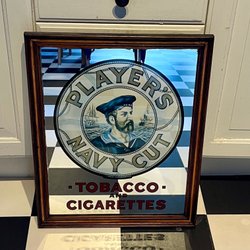 PLAYER'S
NAVY CUT
TOBACCO
AND
CIGARETTES